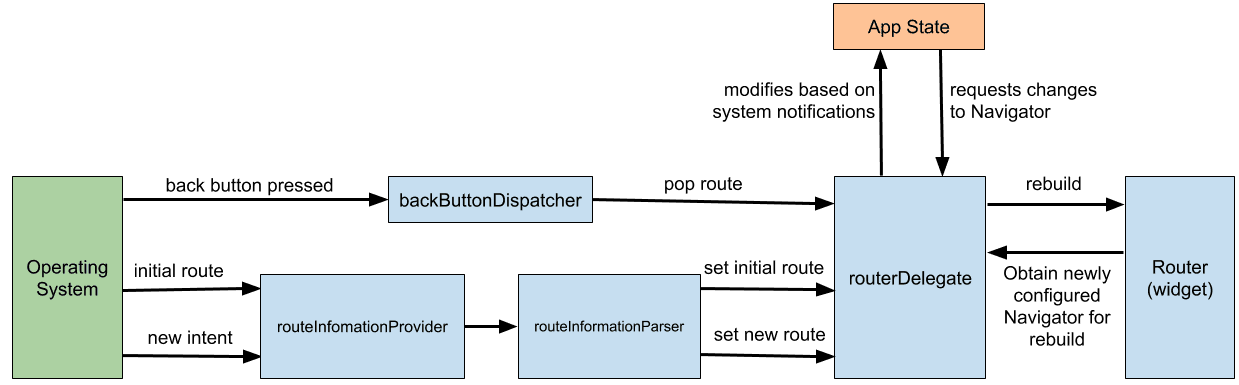 App State
modifies based on
system notifications
requests changes
to Navigator
back button pressed
backButtonDispatcher
pop route
rebuild
Operating
System
initial route
new intent
routeInfomationProvider
routeInformationParser
set initial route
set new route
routerDelegate
Obtain newly
configured
Navigator for
rebuild
Router
(widget)